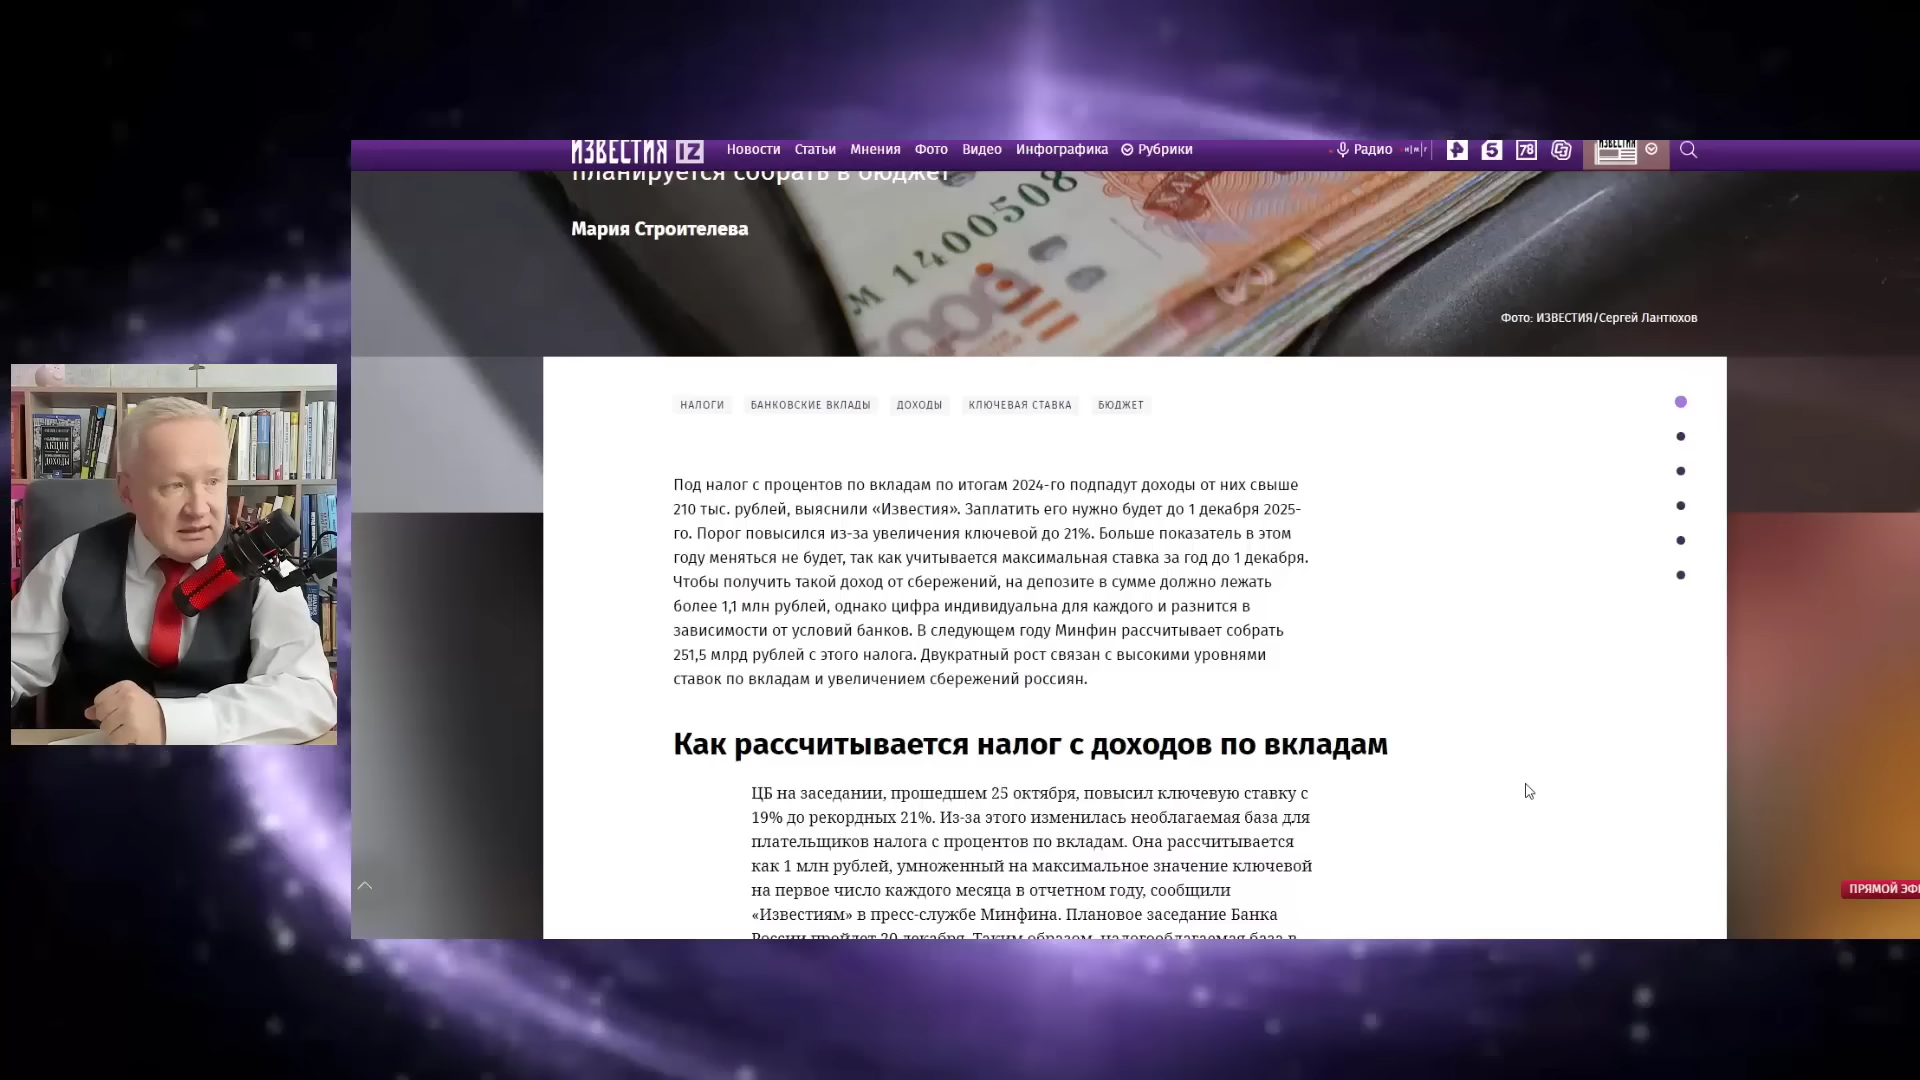 ИЗВЕСТИЯ IZ
Новости Статьи Мнения Фото Видео Инфографика Рубрики
Радио
5
78
ИЗВЕСТИЯ
планируется собрать в бюджет
Мария Строителева
М 1400508
5000
Фото: ИЗВЕСТИЯ/Сергей Лантюхов
НАЛОГИ БАНКОВСКИЕ ВКЛАДЫ ДОХОДЫ КЛЮЧЕВАЯ СТАВКА БЮДЖЕТ
Под налог с процентов по вкладам по итогам 2024-го подпадут доходы от них свыше
210 тыс. рублей, выяснили «Известия». Заплатить его нужно будет до 1 декабря 2025-
го. Порог повысился из-за увеличения ключевой до 21%. Больше показатель в этом
году меняться не будет, так как учитывается максимальная ставка за год до 1 декабря.
Чтобы получить такой доход от сбережений, на депозите в сумме должно лежать
более 1,1 млн рублей, однако цифра индивидуальна для каждого и разнится в
зависимости от условий банков. В следующем году Минфин рассчитывает собрать
251,5 млрд рублей с этого налога. Двукратный рост связан с высокими уровнями
ставок по вкладам и увеличением сбережений россиян.
Как рассчитывается налог с доходов по вкладам
ЦБ на заседании, прошедшем 25 октября, повысил ключевую ставку с
19% до рекордных 21%. Из-за этого изменилась необлагаемая база для
плательщиков налога с процентов по вкладам. Она рассчитывается
как 1 млн рублей, умноженный на максимальное значение ключевой
на первое число каждого месяца в отчетном году, сообщили
«Известиям» в пресс-службе Минфина. Плановое заседание Банка
России пройдет 20 декабря. Таким образом, налогооблагаемая база в
ПРЯМОЙ ЭФ
АКЦИИ
ДОХОДЫ